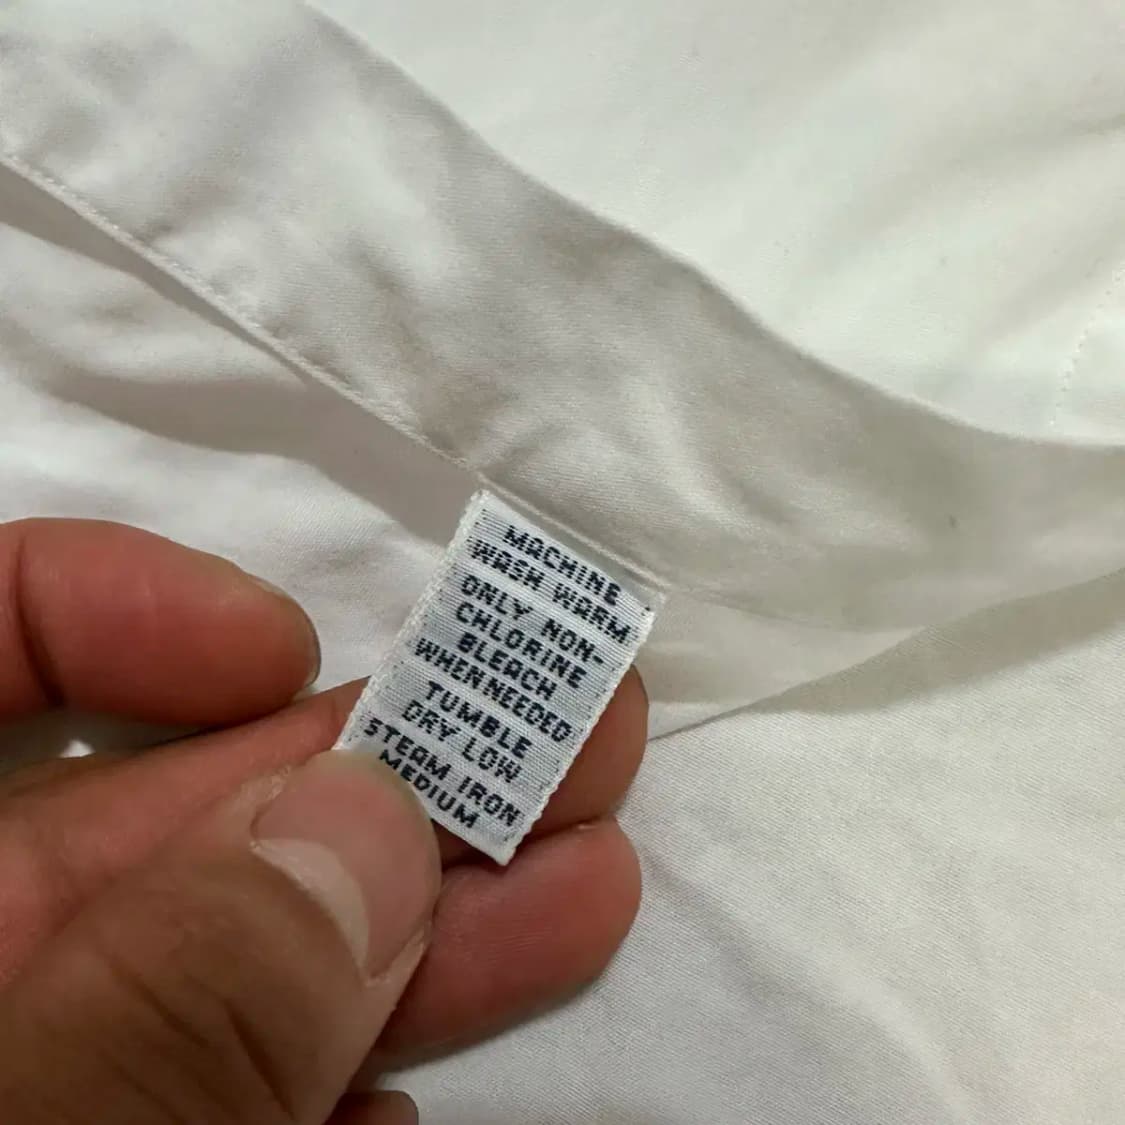 MACHINE
WASH WARM
ONLY NON-
CHLORINE
BLEACH
WHEN NEEDED
TUMBLE
DRY LOW
STEAM IRON
MEDIUM